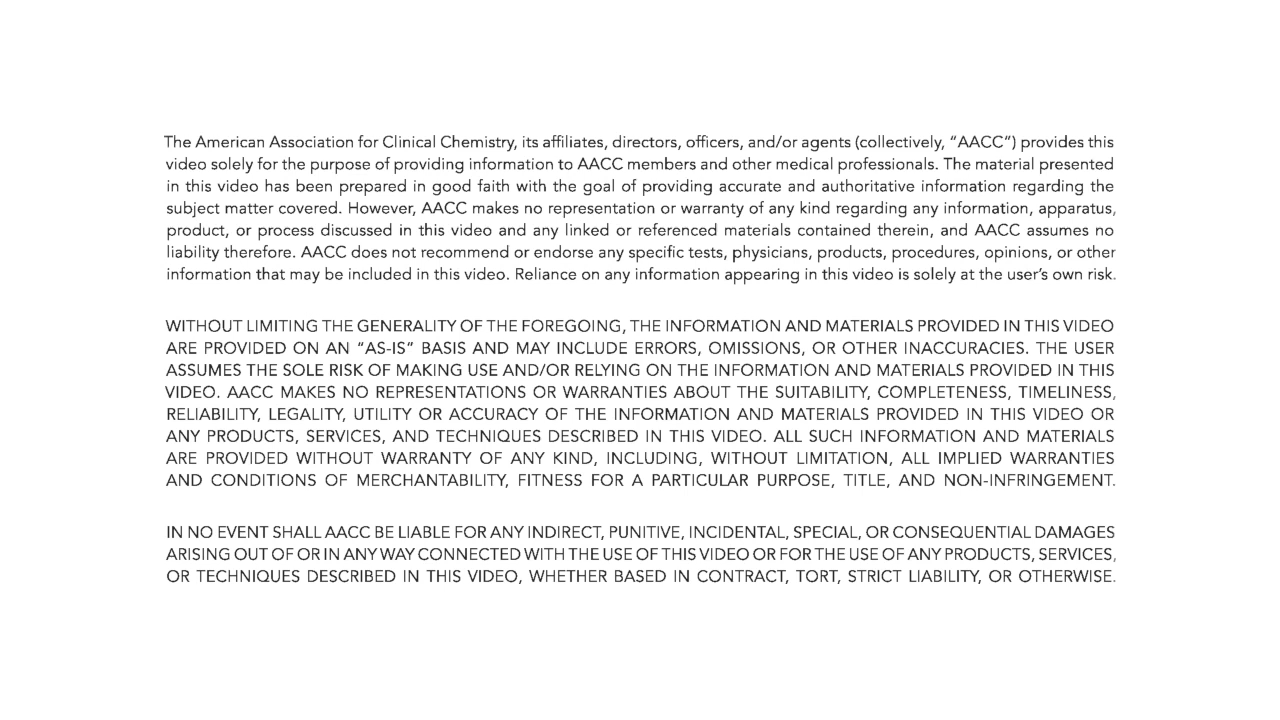 The American Association for Clinical Chemistry, its affiliates, directors, officers, and/or agents (collectively, “AACC”) provides this
video solely for the purpose of providing information to AACC members and other medical professionals. The material presented
in this video has been prepared in good faith with the goal of providing accurate and authoritative information regarding the
subject matter covered. However, AACC makes no representation or warranty of any kind regarding any information, apparatus,
product, or process discussed in this video and any linked or referenced materials contained therein, and AACC assumes no
liability therefore. AACC does not recommend or endorse any specific tests, physicians, products, procedures, opinions, or other
information that may be included in this video. Reliance on any information appearing in this video is solely at the user’s own risk.
WITHOUT LIMITING THE GENERALITY OF THE FOREGOING, THE INFORMATION AND MATERIALS PROVIDED IN THIS VIDEO
ARE PROVIDED ON AN “AS-IS” BASIS AND MAY INCLUDE ERRORS, OMISSIONS, OR OTHER INACCURACIES. THE USER
ASSUMES THE SOLE RISK OF MAKING USE AND/OR RELYING ON THE INFORMATION AND MATERIALS PROVIDED IN THIS
VIDEO. AACC MAKES NO REPRESENTATIONS OR WARRANTIES ABOUT THE SUITABILITY, COMPLETENESS, TIMELINESS,
RELIABILITY, LEGALITY, UTILITY OR ACCURACY OF THE INFORMATION AND MATERIALS PROVIDED IN THIS VIDEO OR
ANY PRODUCTS, SERVICES, AND TECHNIQUES DESCRIBED IN THIS VIDEO. ALL SUCH INFORMATION AND MATERIALS
ARE PROVIDED WITHOUT WARRANTY OF ANY KIND, INCLUDING, WITHOUT LIMITATION, ALL IMPLIED WARRANTIES
AND CONDITIONS OF MERCHANTABILITY, FITNESS FOR A PARTICULAR PURPOSE, TITLE, AND NON-INFRINGEMENT.
IN NO EVENT SHALL AACC BE LIABLE FOR ANY INDIRECT, PUNITIVE, INCIDENTAL, SPECIAL, OR CONSEQUENTIAL DAMAGES
ARISING OUT OF OR IN ANY WAY CONNECTED WITH THE USE OF THIS VIDEO OR FOR THE USE OF ANY PRODUCTS, SERVICES,
OR TECHNIQUES DESCRIBED IN THIS VIDEO, WHETHER BASED IN CONTRACT, TORT, STRICT LIABILITY, OR OTHERWISE.